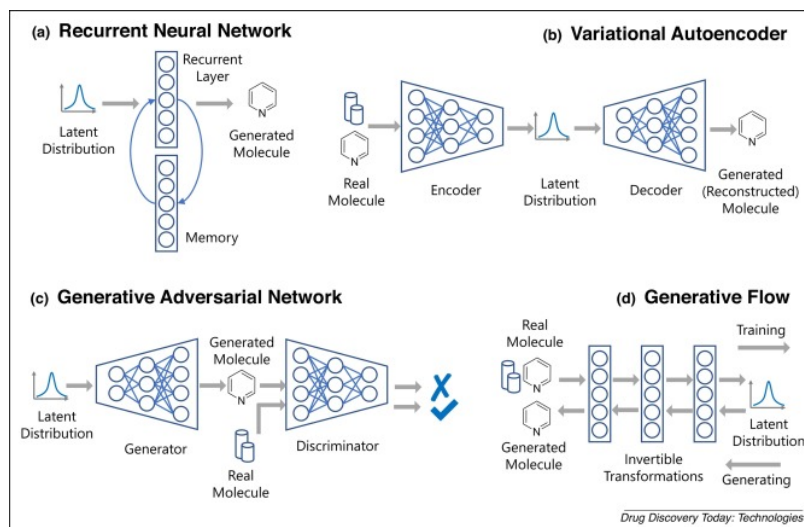 (a) Recurrent Neural Network
Recurrent
Layer
Latent
Distribution
N
Generated
Molecule
Memory
(b) Variational Autoencoder
N
Real
Molecule
Encoder
Latent
Distribution
Decoder
N
Generated
(Reconstructed)
Molecule
(c) Generative Adversarial Network
Latent
Distribution
Generator
Generated
Molecule
N
Real
Molecule
Discriminator
(d) Generative Flow
Real
Molecule
N
Training
N
Generated
Molecule
Invertible
Transformations
Latent
Distribution
Generating
Drug Discovery Today: Technologies